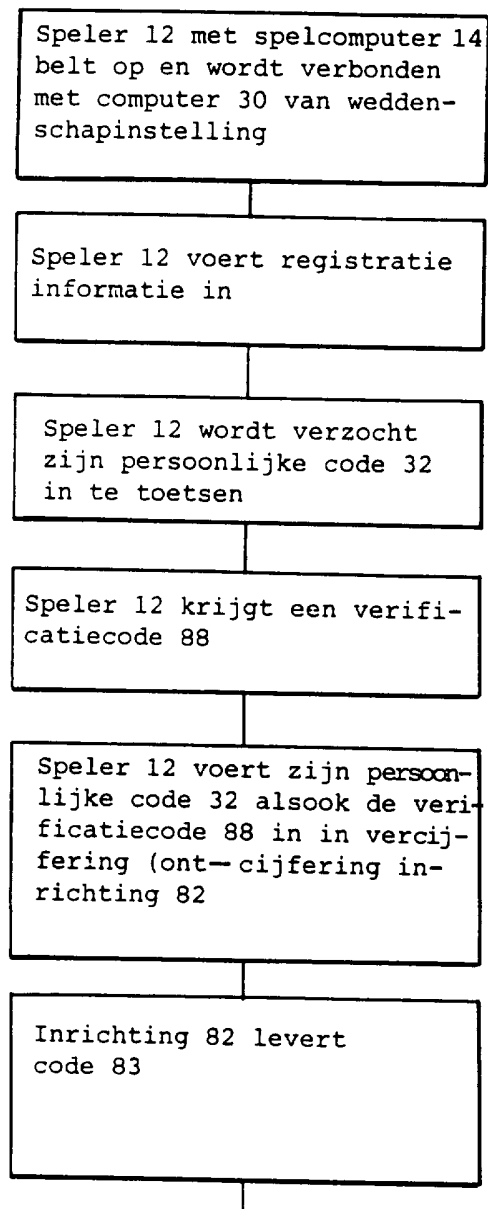 Speler 12 met spelcomputer 14
belt op en wordt verbonden
met computer 30 van wedden-
schapinstelling
Speler 12 voert registratie
informatie in
Speler 12 wordt verzocht
zijn persoonlijke code 32
in te toetsen
Speler 12 krijgt een verifi-
catiecode 88
Speler 12 voert zijn persoon-
lijke code 32 alsook de veri-
ficatiecode 88 in in vercij-
fering (ont-cijfering in-
richting 82
Inrichting 82 levert
code 83